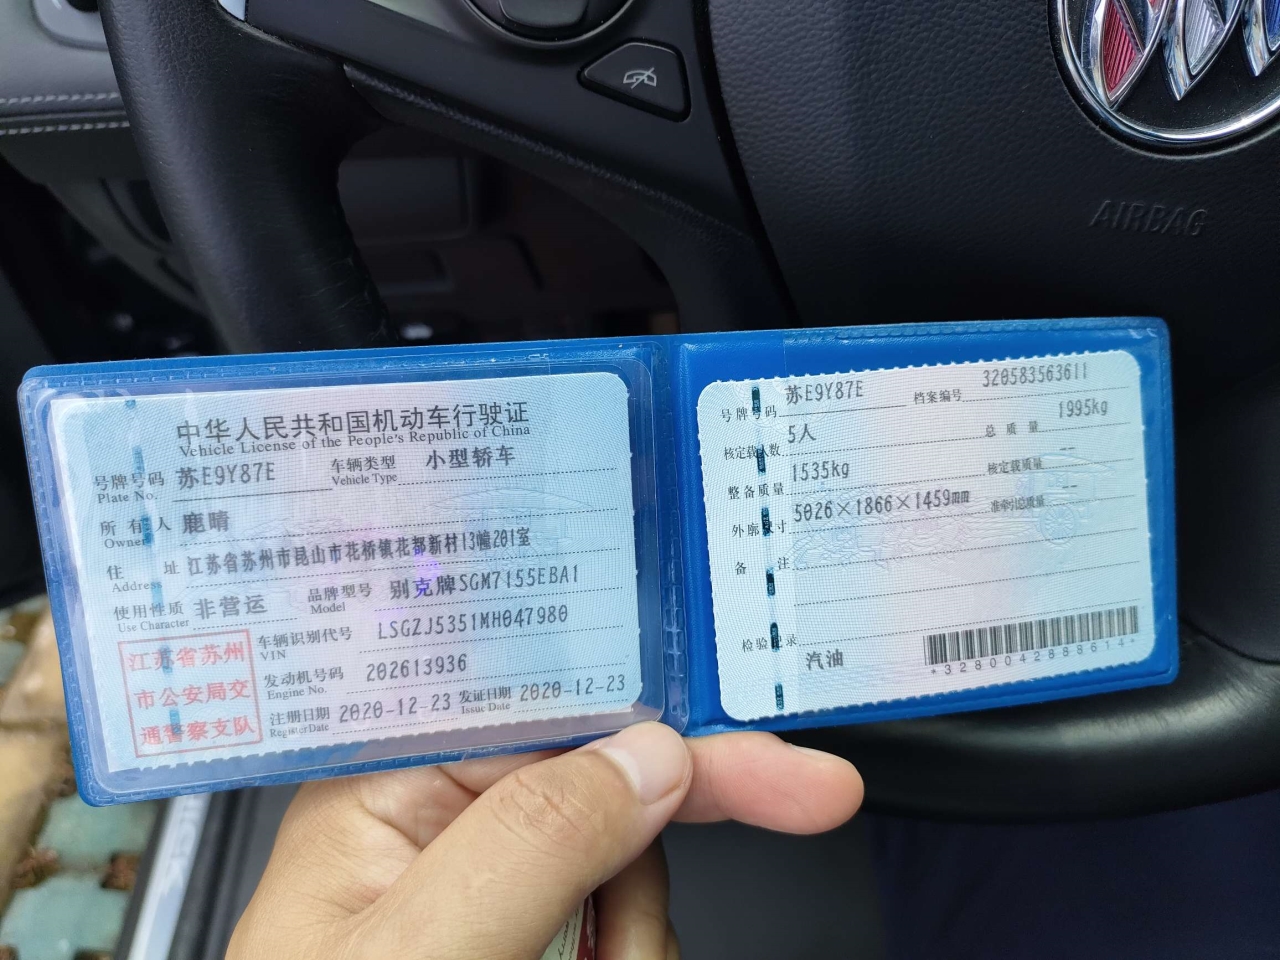 AIRBAG
中华人民共和国机动车行驶证
Vehicle License of the People's Republic of China
号牌号码 苏E9Y87E 车辆类型 小型轿车
Plate No. Vehicle Type
所有人 鹿晴
Owner
住址 江苏省苏州市昆山市花桥镇花都新村13幢201室
Address
使用性质 非营运 品牌型号 别克牌SGM7155EBA1
Use Character Model
江苏省苏州
市公安局交
通警察支队
车辆识别代号 LSGZJ5351MH047980
VIN
发动机号码 202613936
Engine No.
注册日期 2020-12-23 发证日期 2020-12-23
Register Date Issue Date
号牌号码 苏E9Y87E 档案编号 320583563611
核定载人数 5人 总质量 1995kg
整备质量 1535kg 核定载质量 --
外廓尺寸 5026×1866×1459mm 准牵引总质量 --
备注
检验记录
汽油
*3280042888614*